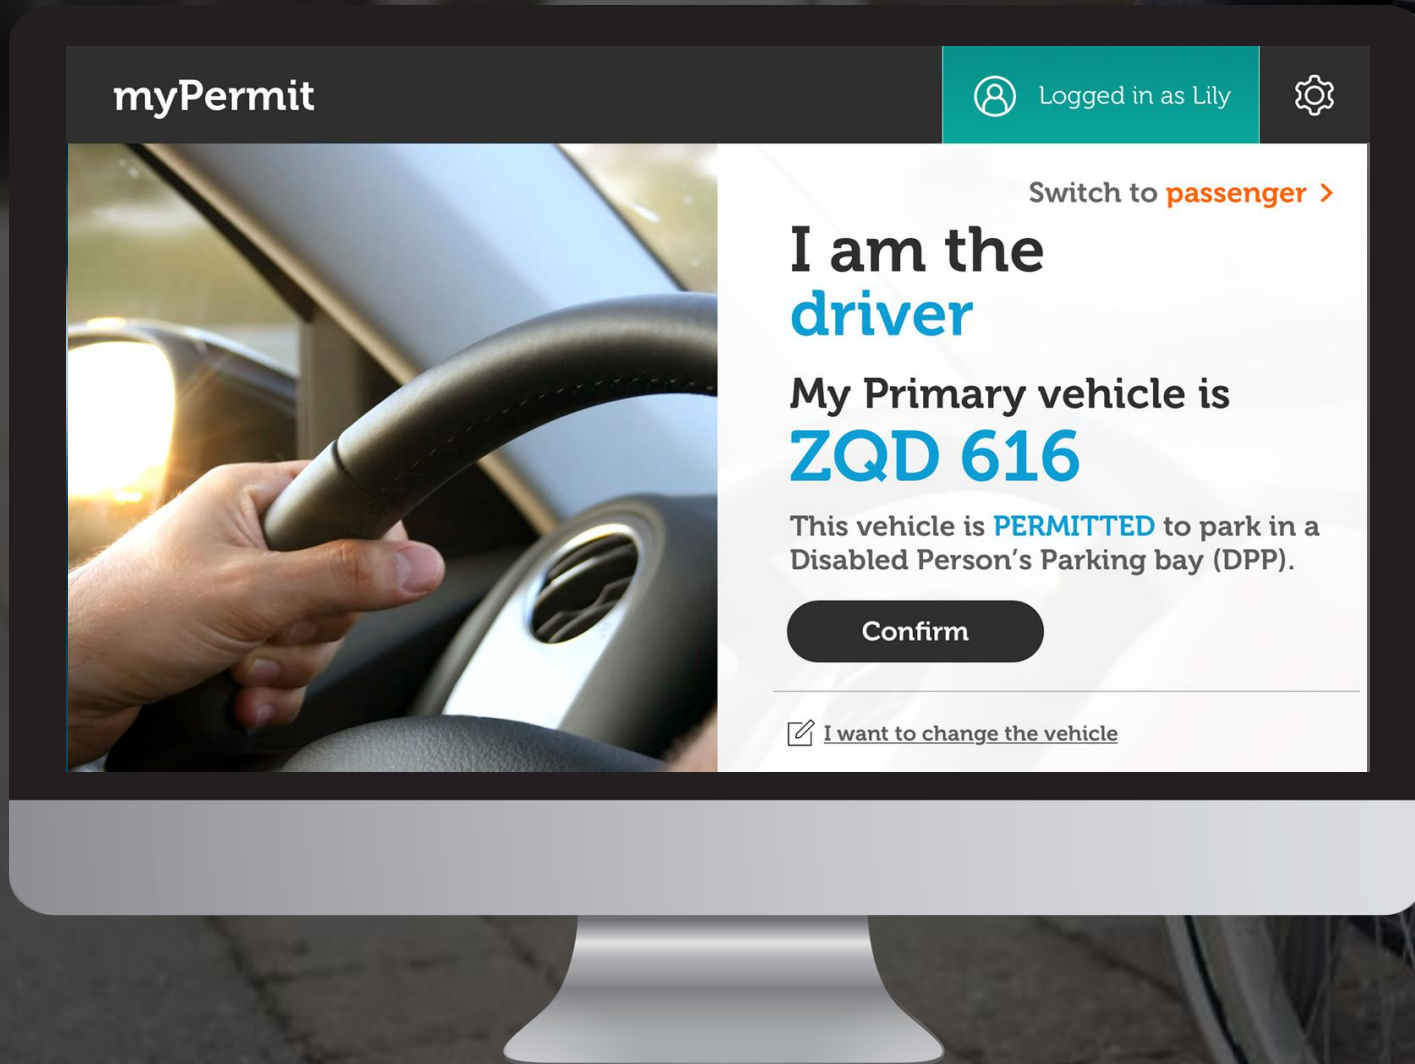 myPermit
Logged in as Lily
Switch to passenger >
I am the
driver
My Primary vehicle is
ZQD 616
This vehicle is PERMITTED to park in a
Disabled Person's Parking bay (DPP).
Confirm
I want to change the vehicle